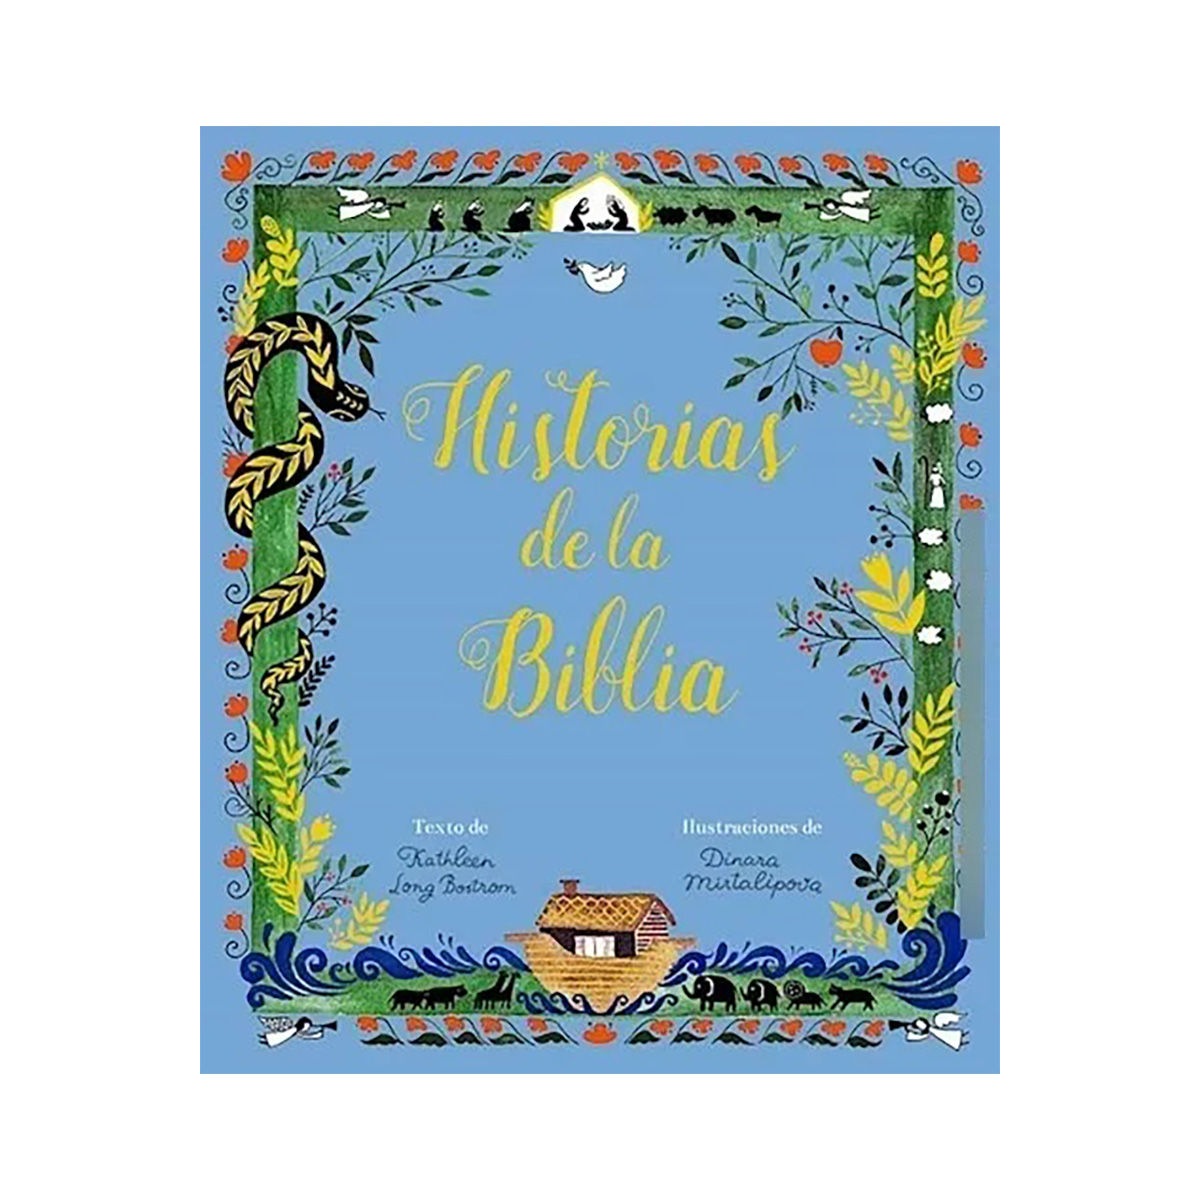 Historias
de la
Biblia
Texto de
Kathleen
Long Bostrom
Ilustraciones de
Dinara
Mirtalipova